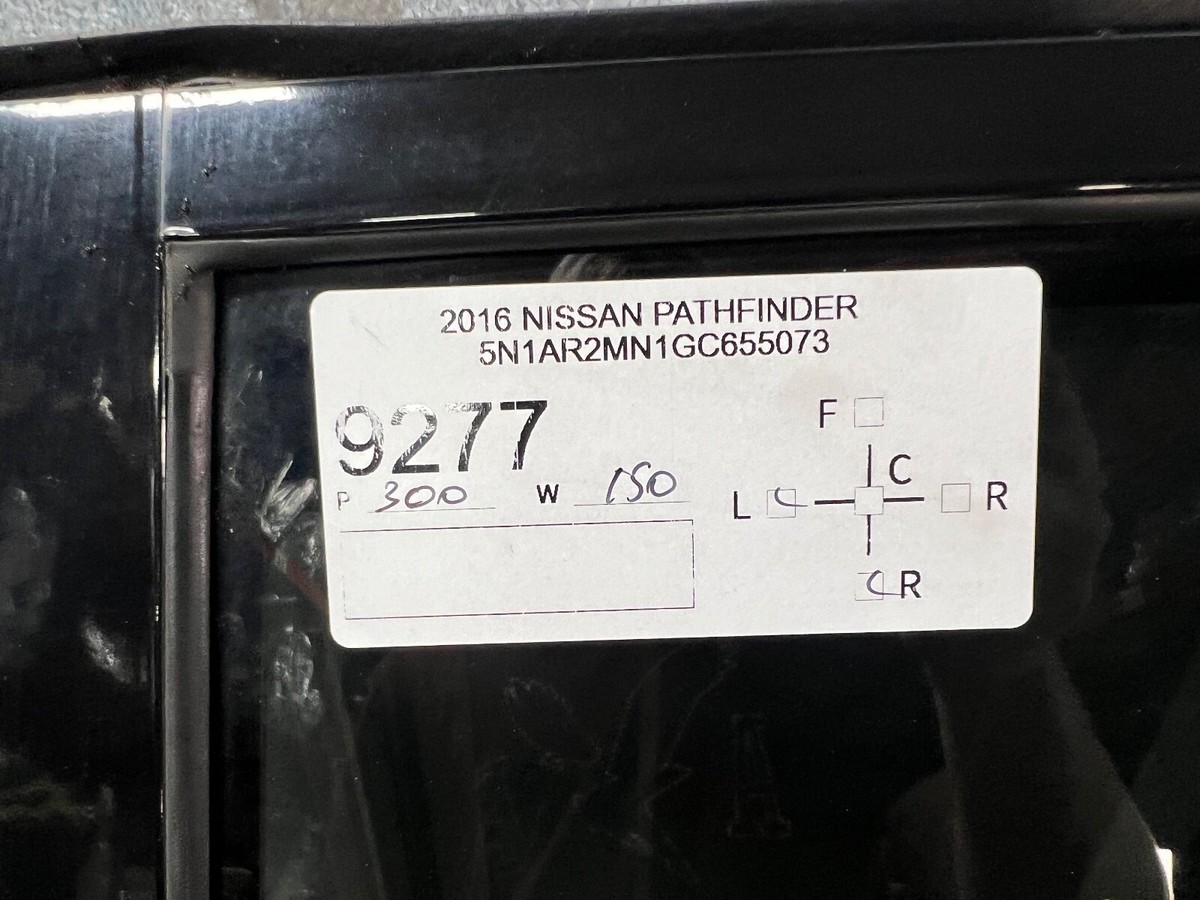 2016 NISSAN PATHFINDER
5N1AR2MN1GC655073
9277
P 300 W 150
F
C
L R
R